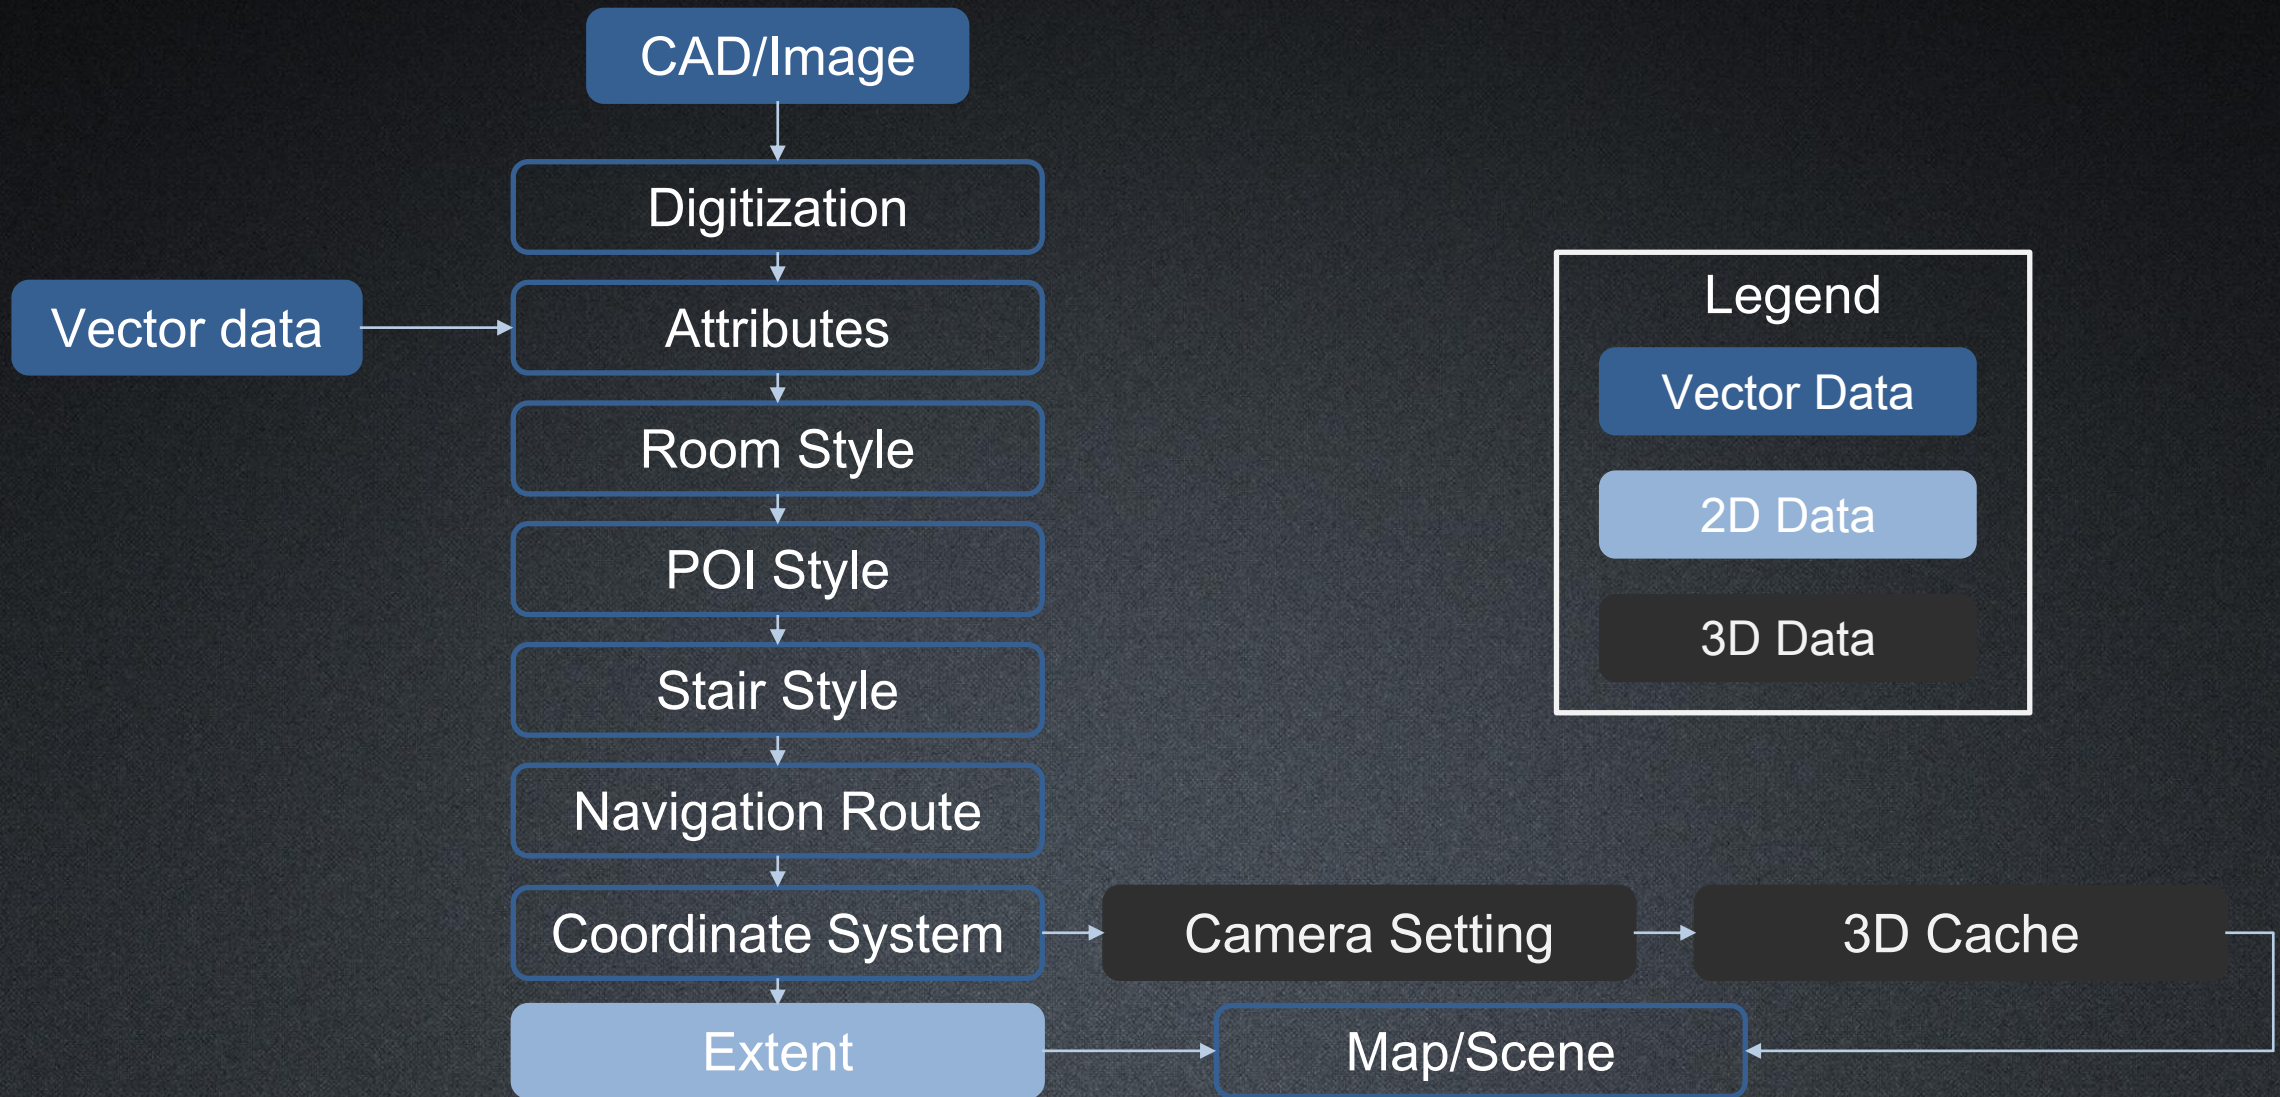 CAD/Image
Digitization
Vector data
Attributes
Room Style
POI Style
Stair Style
Navigation Route
Coordinate System
Camera Setting
3D Cache
Extent
Map/Scene
Legend
Vector Data
2D Data
3D Data